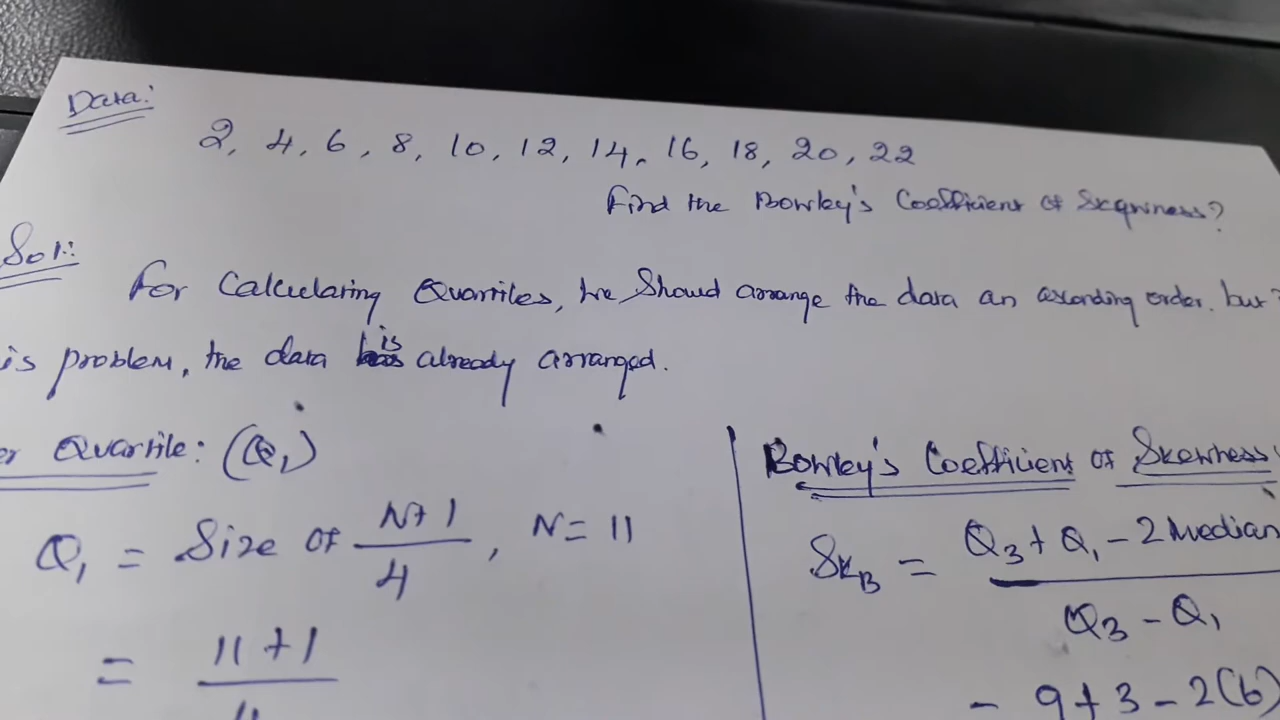 Data:
2, 4, 6, 8, 10, 12, 14, 16, 18, 20, 22
Find the Bowley's Coefficient of Skewness?
Sol:
For Calculating Quartiles, we Should arrange the data an ascending order. but
is problem, the data is already arranged.
er Quartile: (Q₁)
Q₁ = Size of N+1/4, N = 11
= 11+1/4
Bowley's Coefficient of Skewness:
SkB = Q₃ + Q₁ - 2 Median / Q₃ - Q₁
= 9+3-2(6)